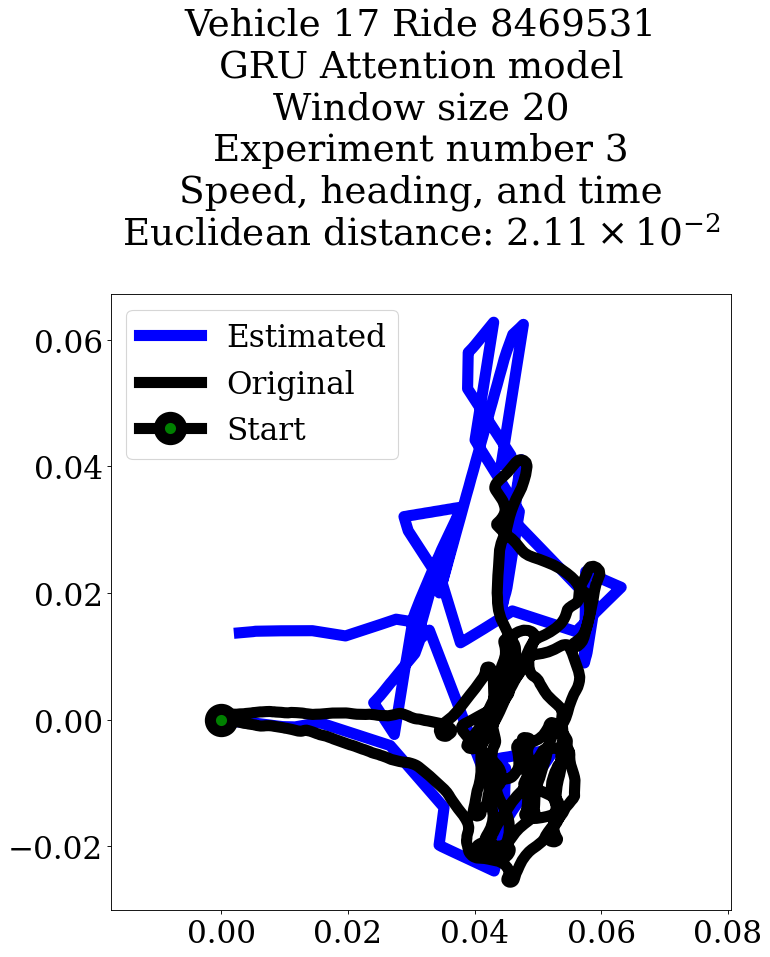 Vehicle 17 Ride 8469531
GRU Attention model
Window size 20
Experiment number 3
Speed, heading, and time
Euclidean distance: 2.11 × 10⁻²
Estimated
Original
Start
0.06
0.04
0.02
0.00
−0.02
0.00 0.02 0.04 0.06 0.08